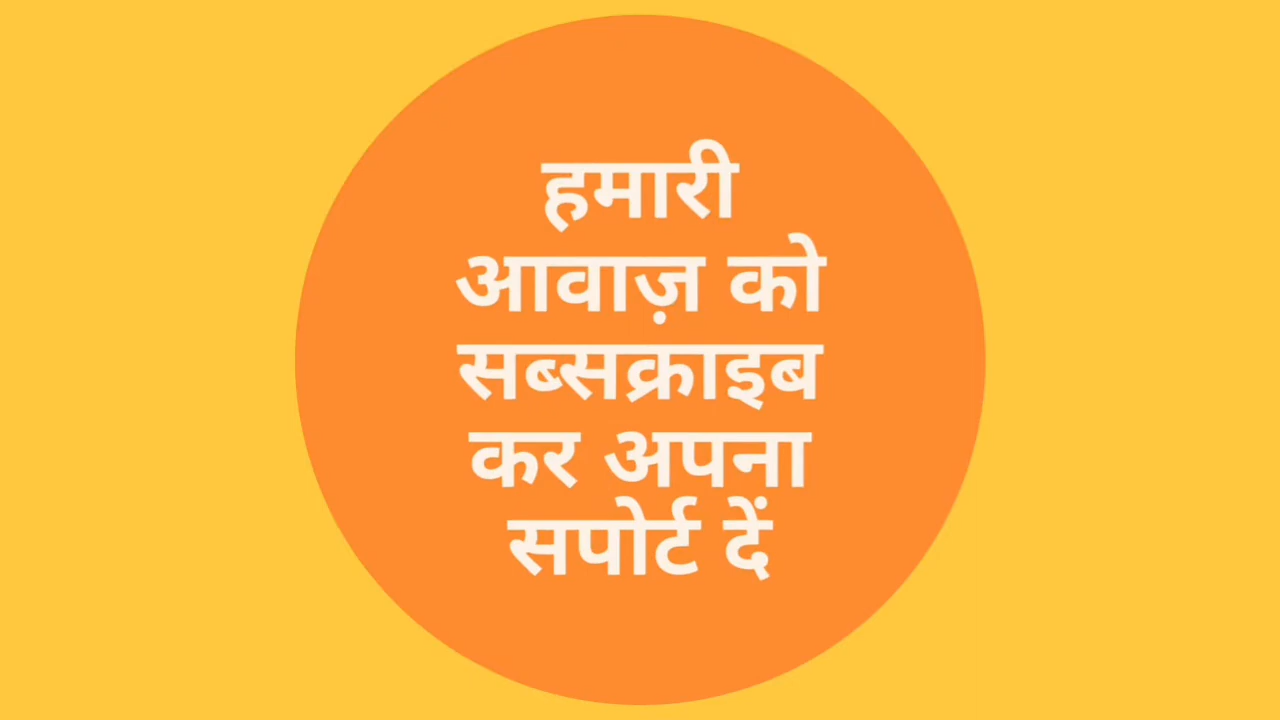 हमारी
आवाज़ को
सब्सक्राइब
कर अपना
सपोर्ट दें